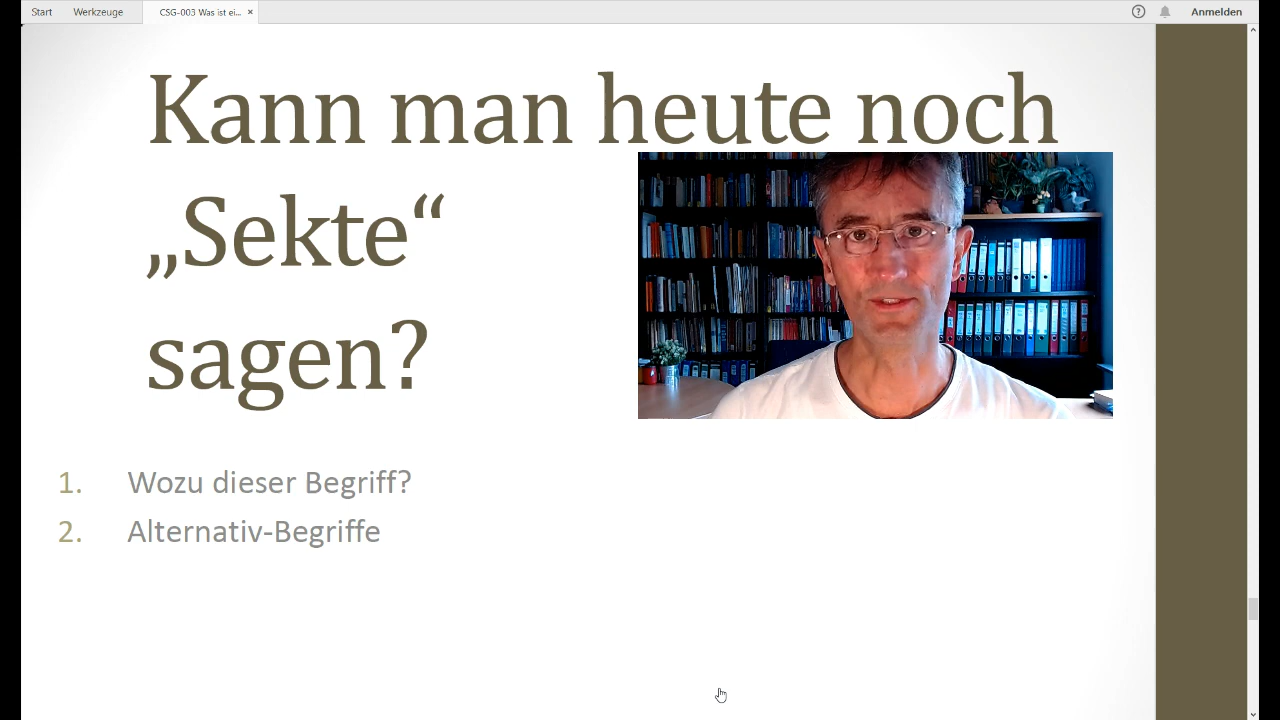 Start Werkzeuge CSG-003 Was ist ei... × Anmelden
Kann man heute noch
„Sekte“
sagen?
1. Wozu dieser Begriff?
2. Alternativ-Begriffe